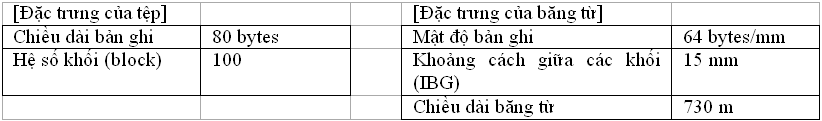 [Đặc trưng của tệp] [Đặc trưng của băng từ]
Chiều dài bản ghi 80 bytes Mật độ bản ghi 64 bytes/mm
Hệ số khối (block) 100 Khoảng cách giữa các khối 15 mm
(IBG)
Chiều dài băng từ 730 m